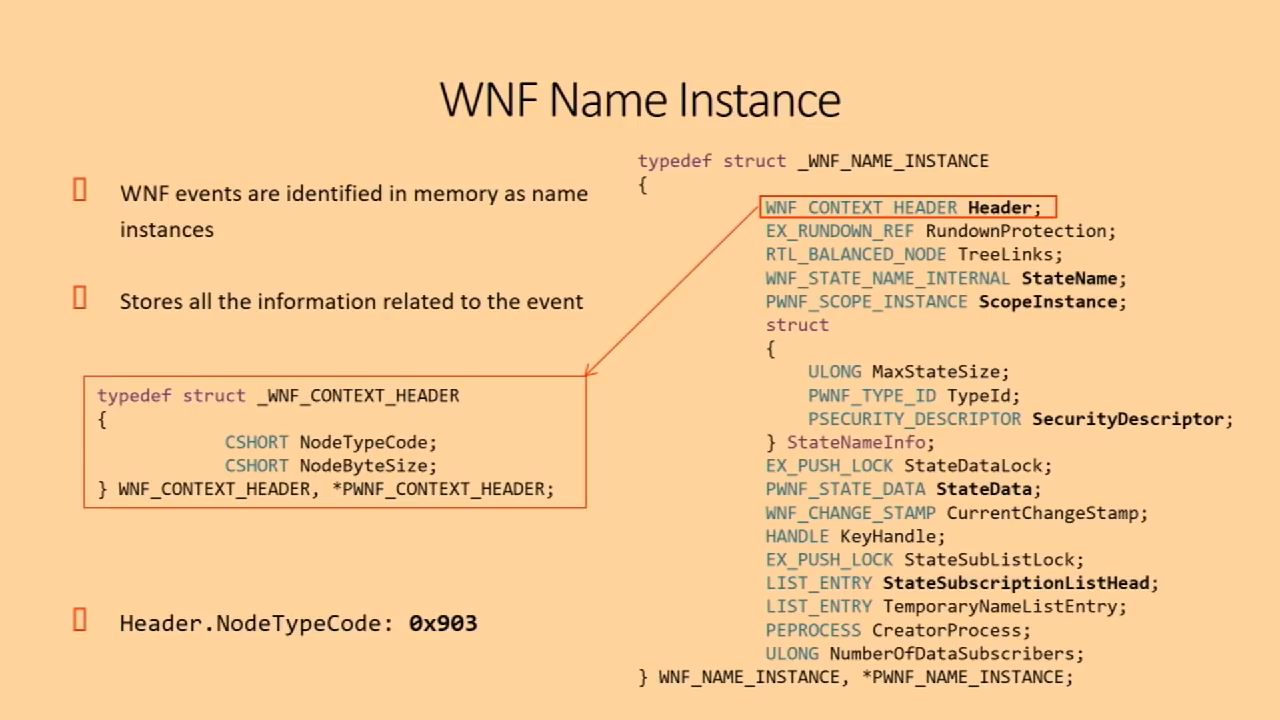 WNF Name Instance
WNF events are identified in memory as name
instances
Stores all the information related to the event
typedef struct _WNF_CONTEXT_HEADER
{
CSHORT NodeTypeCode;
CSHORT NodeByteSize;
} WNF_CONTEXT_HEADER, *PWNF_CONTEXT_HEADER;
Header.NodeTypeCode: 0x903
typedef struct _WNF_NAME_INSTANCE
{
WNF_CONTEXT_HEADER Header;
EX_RUNDOWN_REF RundownProtection;
RTL_BALANCED_NODE TreeLinks;
WNF_STATE_NAME_INTERNAL StateName;
PWNF_SCOPE_INSTANCE ScopeInstance;
struct
{
ULONG MaxStateSize;
PWNF_TYPE_ID TypeId;
PSECURITY_DESCRIPTOR SecurityDescriptor;
} StateNameInfo;
EX_PUSH_LOCK StateDataLock;
PWNF_STATE_DATA StateData;
WNF_CHANGE_STAMP CurrentChangeStamp;
HANDLE KeyHandle;
EX_PUSH_LOCK StateSubListLock;
LIST_ENTRY StateSubscriptionListHead;
LIST_ENTRY TemporaryNameListEntry;
PEPROCESS CreatorProcess;
ULONG NumberOfDataSubscribers;
} WNF_NAME_INSTANCE, *PWNF_NAME_INSTANCE;